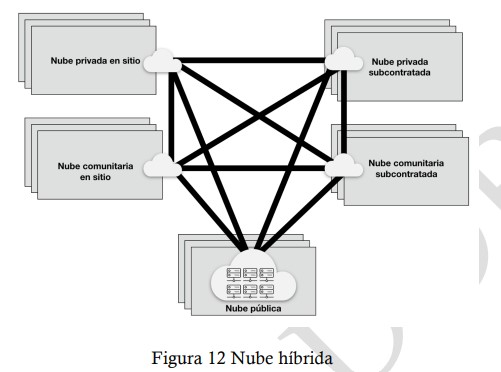 Nube privada en sitio
Nube privada
subcontratada
Nube comunitaria
en sitio
Nube comunitaria
subcontratada
Nube pública
Figura 12 Nube híbrida